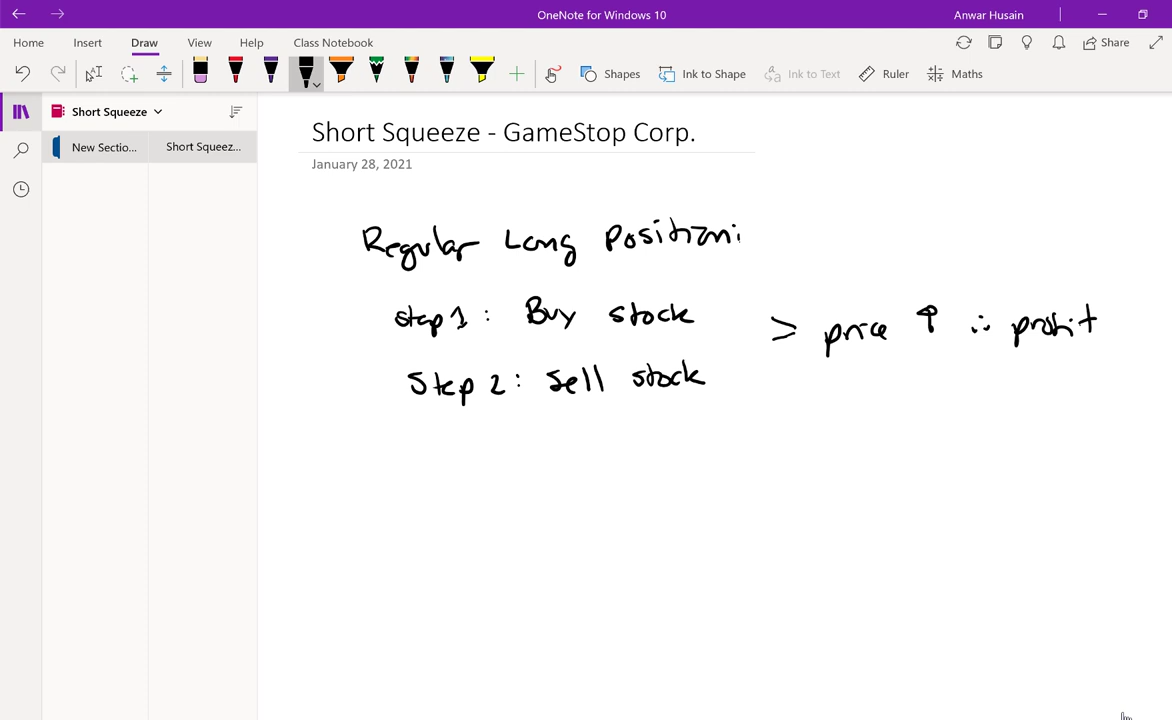 OneNote for Windows 10
Anwar Husain
Home Insert Draw View Help Class Notebook
Share
Shapes Ink to Shape Ink to Text Ruler Maths
Short Squeeze
New Sectio...
Short Squeez...
Short Squeeze - GameStop Corp.
January 28, 2021
Regular Long Position:
Step 1: Buy stock
> price ↑ ∴ profit
Step 2: Sell stock